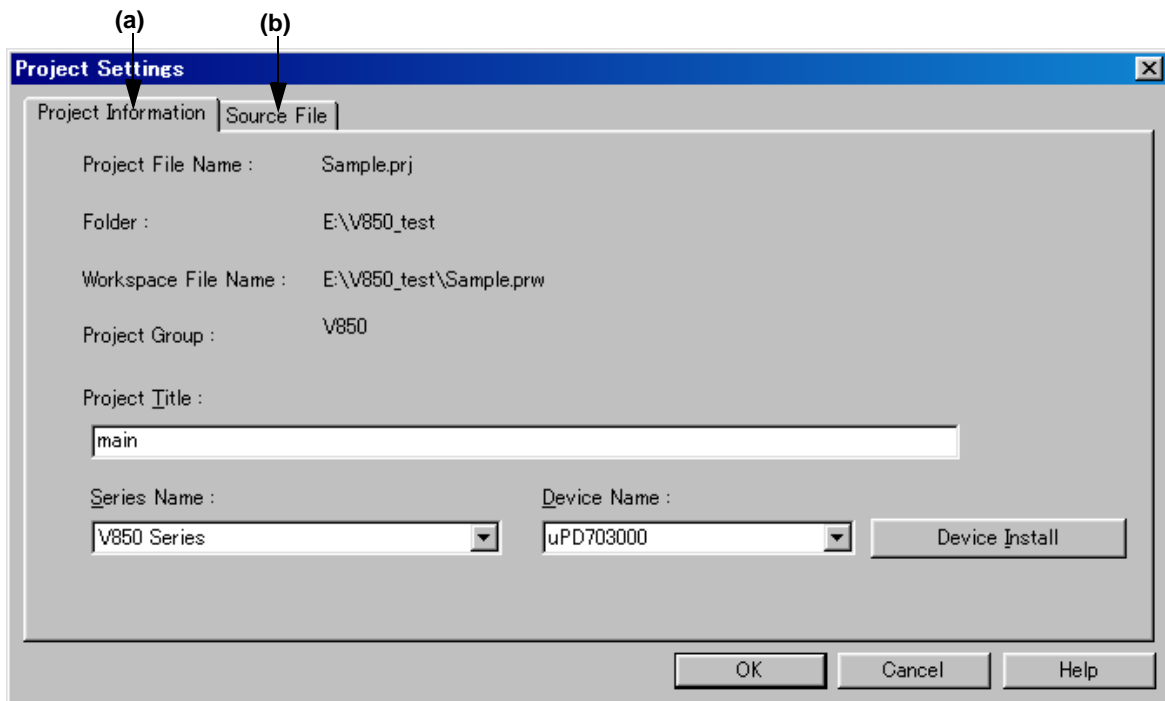 (a) (b)
Project Settings
Project Information Source File
Project File Name : Sample.prj
Folder : E:\V850_test
Workspace File Name : E:\V850_test\Sample.prw
Project Group : V850
Project Title :
main
Series Name : Device Name :
V850 Series uPD703000 Device Install
OK Cancel Help